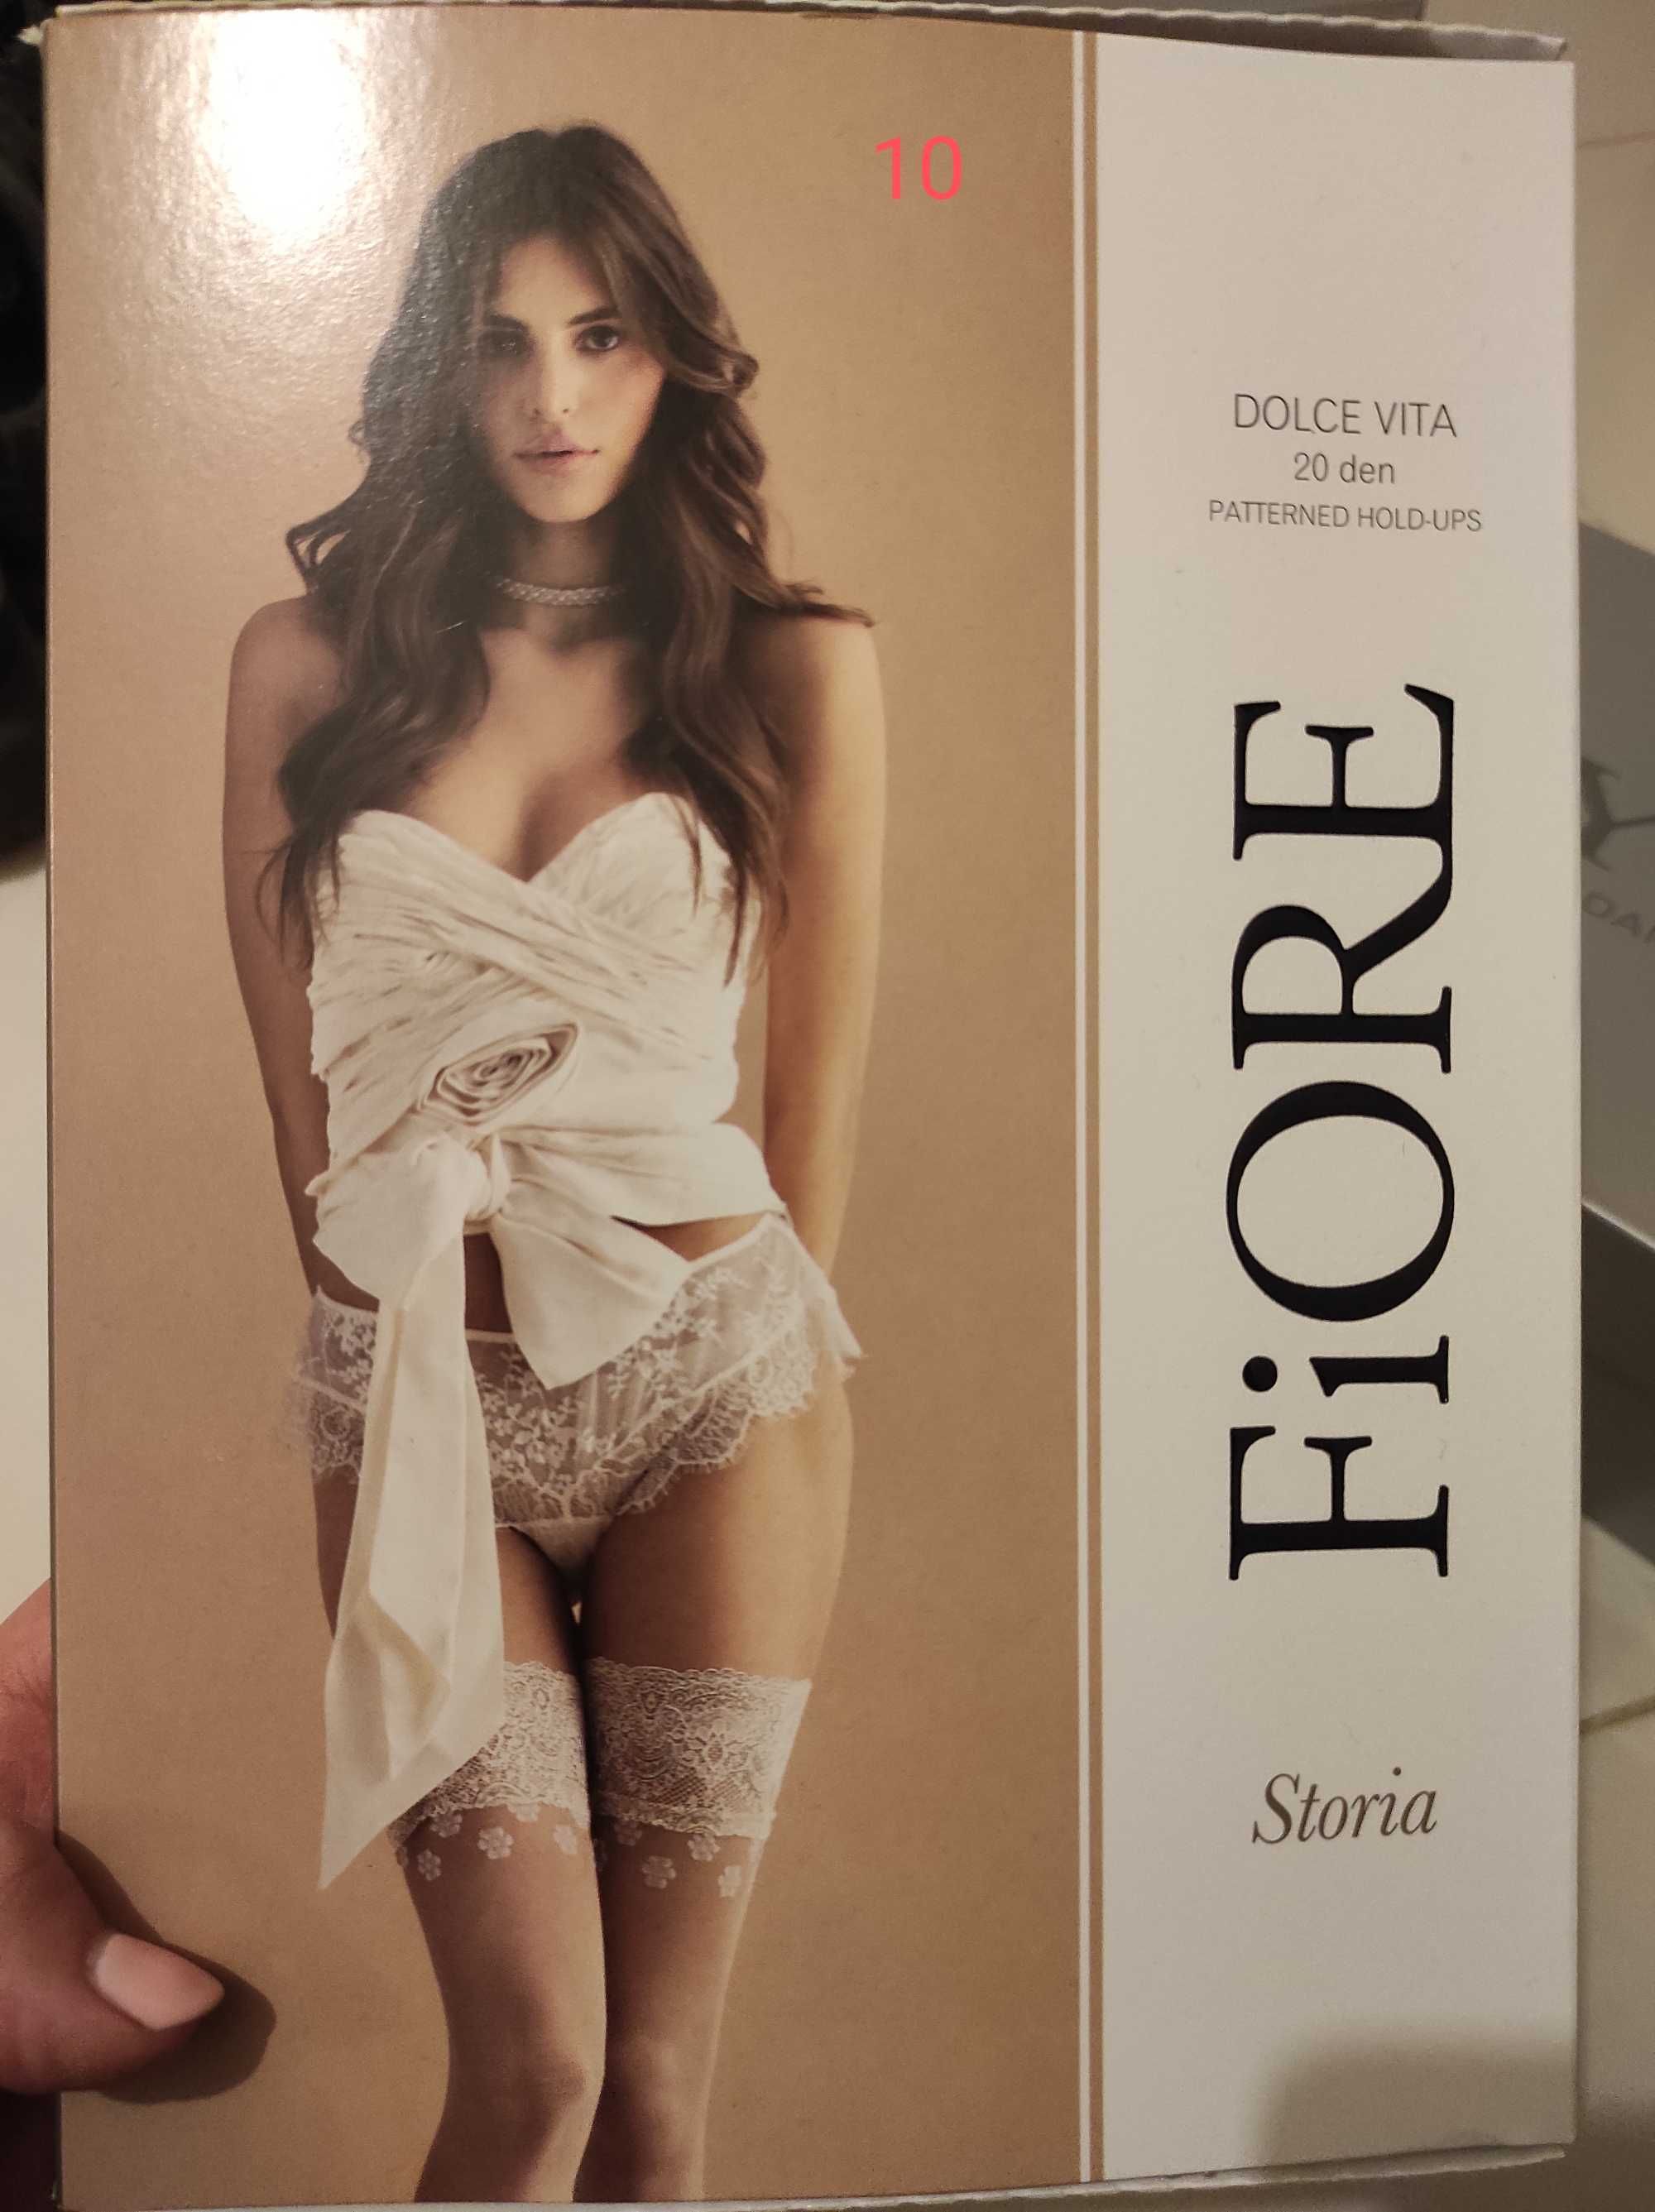 10
DOLCE VITA
20 den
PATTERNED HOLD-UPS
FiORE
Storia